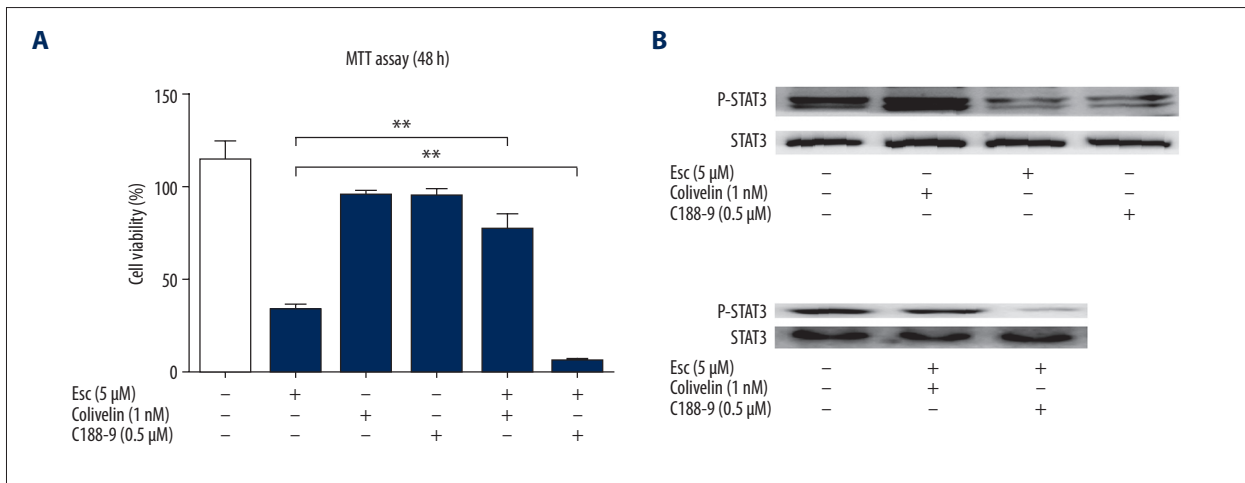 A
MTT assay (48 h)
Cell viability (%)
150
100
50
0
** 
**
Esc (5 µM) – + – – + +
Colivelin (1 nM) – – + – + –
C188-9 (0.5 µM) – – – + – +
B
P-STAT3
STAT3
Esc (5 µM) – – + –
Colivelin (1 nM) – + – –
C188-9 (0.5 µM) – – – +
P-STAT3
STAT3
Esc (5 µM) – + +
Colivelin (1 nM) – + –
C188-9 (0.5 µM) – – +